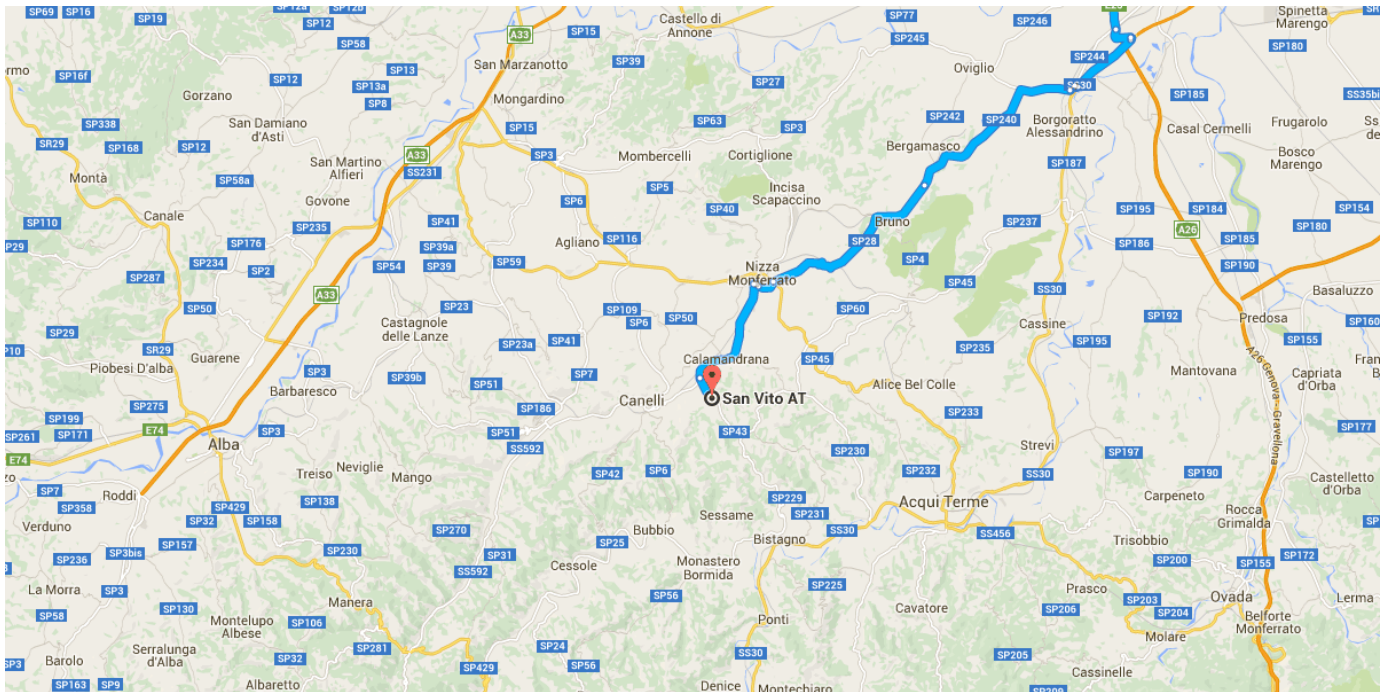 SP69
SP16
SP19
SP12a
SP12
SP12b
A33
SP15
Castello di
Annone
SP77
SP246
SP245
E25
SP244
Spinetta
Marengo
SP180
SP58
San Marzanotto
SP39
SP16f
SP12
SP13
SP13a
SP8
SP27
Oviglio
SS30
SP185
SS35bi
Gorzano
Mongardino
San Damiano
d'Asti
SP338
SP168
SP12
SP15
SP63
SP3
SP242
SP240
Borgoratto
Alessandrino
Casal Cermelli
Frugarolo
SR29
A33
SP3
Mombercelli
Cortiglione
Bergamasco
Bosco
Marengo
San Martino
Alfieri
SS231
SP187
Montà
SP58a
SP5
Incisa
Scapaccino
Govone
SP6
SP40
SP195
SP184
SP154
Canale
SP110
SP235
SP41
Bruno
SP237
A26
SP180
SP29
SP176
SP39a
Agliano
SP116
SP28
SP186
SP185
SP234
SP2
SP54
SP39
SP59
Nizza
Monferrato
SP4
SP190
SP287
SP45
SS30
Basaluzzo
A33
SP50
SP23
SP109
SP6
SP50
SP60
SP192
Predosa
SP160
Castagnole
delle Lanze
Cassine
SP29
SP10
SR29
Guarene
SP23a
SP41
SP235
SP195
SP155
Calamandrana
SP45
A26 Genova - Gravellona
Piobesi D'alba
SP3
SP39b
SP7
Mantovana
Capriata
d'Orba
Barbaresco
SP51
Alice Bel Colle
SP275
SP186
Canelli
San Vito AT
SP233
SP199
SP171
SP261
E74
SP3
SP51
SP43
SP177
Alba
SS592
SP230
Strevi
SP197
E74
Treiso
Neviglie
Mango
SP42
SP6
SP232
SS30
SP190
Castelletto
d'Orba
SP7
Roddi
SP138
SP229
Acqui Terme
Carpeneto
SP358
SP429
SP32
SP158
Sessame
SP231
Rocca
Grimalda
Verduno
SP270
Bubbio
SS30
SP157
SP25
Bistagno
SS456
Trisobbio
SP3bis
SP230
SP31
SP236
Cessole
Monastero
Bormida
SP200
SP155
SP172
SS592
La Morra
SP3
SP225
Prasco
SP56
SP203
Ovada
Lerma
Manera
SP130
Cavatore
SP206
SP204
SP58
Montelupo
Albese
SP106
Ponti
Belforte
Monferrato
Molare
Serralunga
d'Alba
SP281
SP24
SS30
SP205
SP3
Barolo
SP32
SP429
SP56
Cassinelle
SP163
SP9
Albaretto
Denice
Montechiaro
SP209